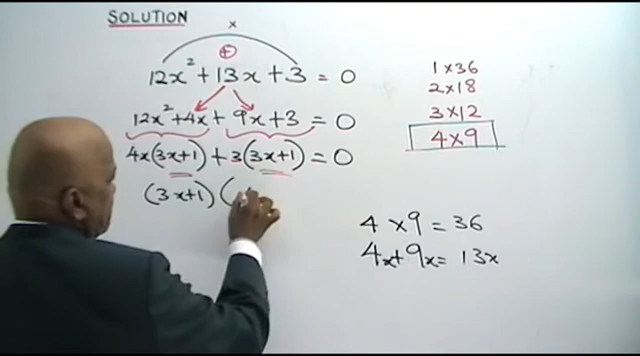 SOLUTION
x
+
12x² + 13x + 3 = 0
12x² + 4x + 9x + 3 = 0
4x(3x+1) + 3(3x+1) = 0
(3x+1)(
1 x 36
2 x 18
3 x 12
4 x 9
4 x 9 = 36
4x + 9x = 13x